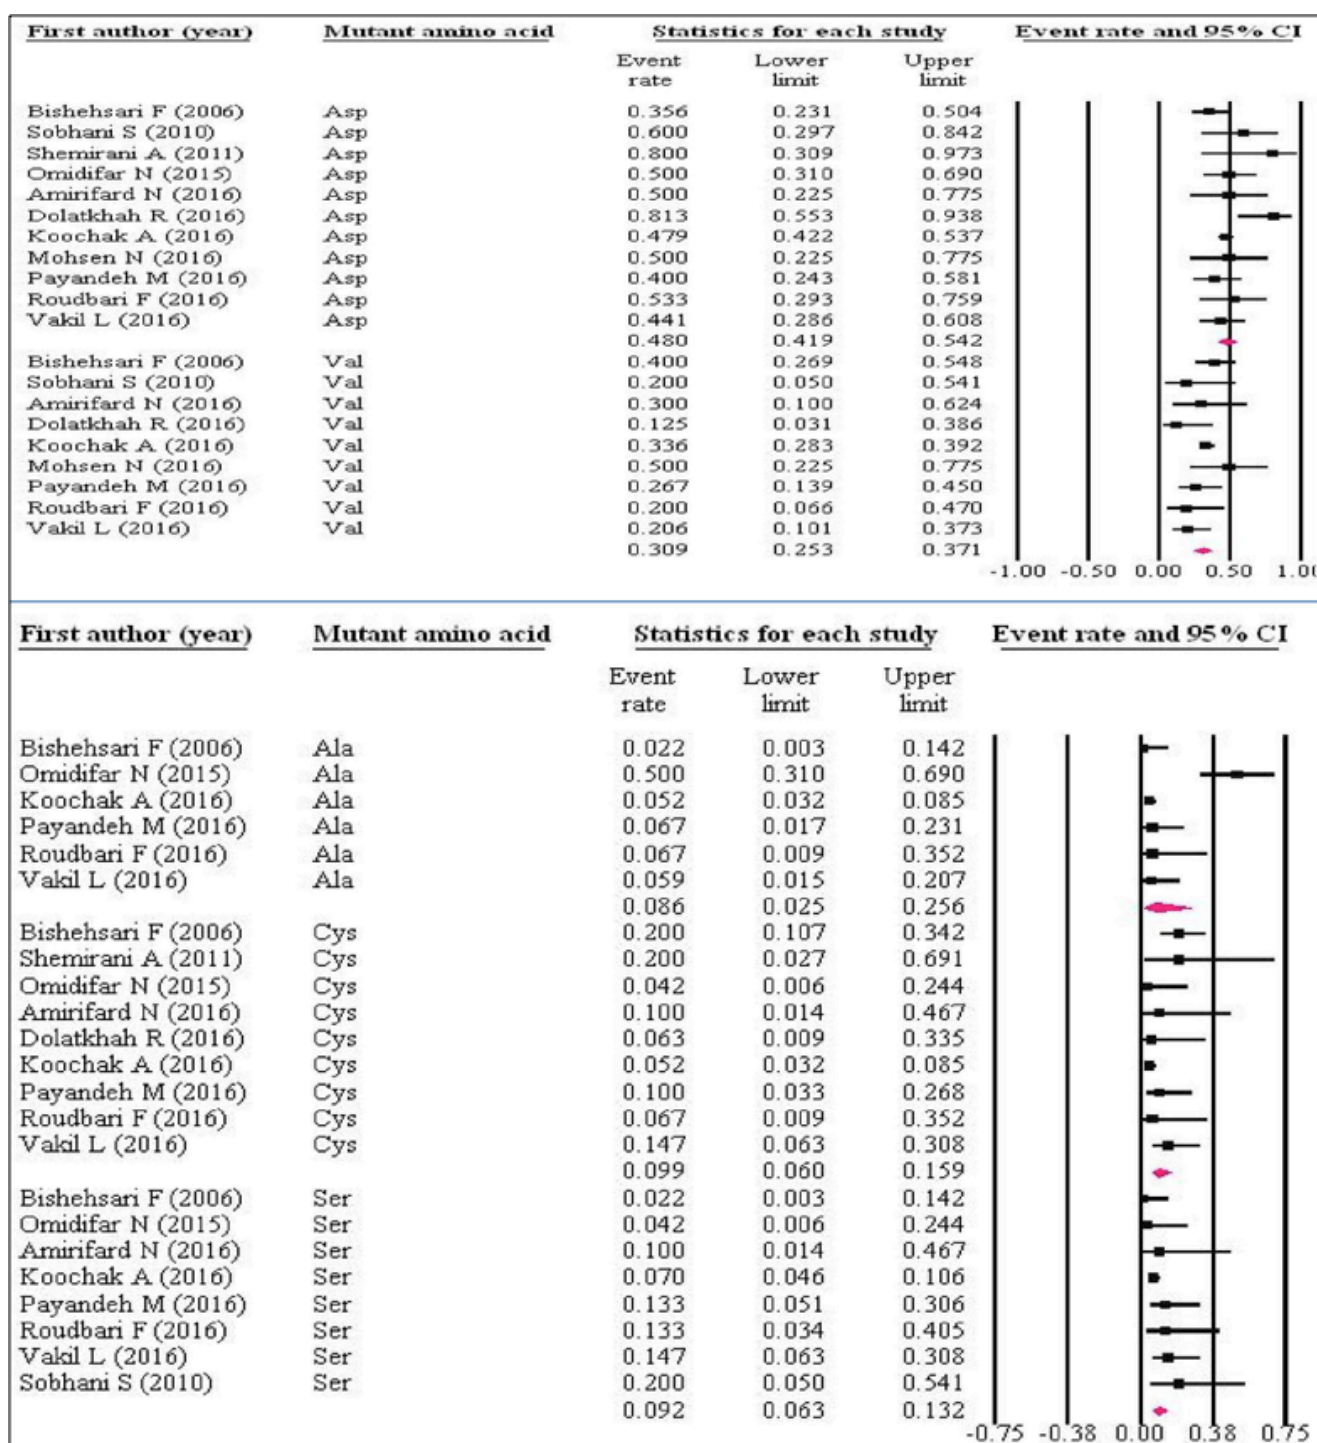 First author (year) Mutant amino acid Statistics for each study Event rate and 95% CI
Event rate Lower limit Upper limit
Bishehsari F (2006) Asp 0.356 0.231 0.504
Sobhani S (2010) Asp 0.600 0.297 0.842
Shemirani A (2011) Asp 0.800 0.309 0.973
Omidifar N (2015) Asp 0.500 0.310 0.690
Amirifard N (2016) Asp 0.500 0.225 0.775
Dolatkhah R (2016) Asp 0.813 0.553 0.938
Koochak A (2016) Asp 0.479 0.422 0.537
Mohsen N (2016) Asp 0.500 0.225 0.775
Payandeh M (2016) Asp 0.400 0.243 0.581
Roudbari F (2016) Asp 0.533 0.293 0.759
Vakil L (2016) Asp 0.441 0.286 0.608
0.480 0.419 0.542
Bishehsari F (2006) Val 0.400 0.269 0.548
Sobhani S (2010) Val 0.200 0.050 0.541
Amirifard N (2016) Val 0.300 0.100 0.624
Dolatkhah R (2016) Val 0.125 0.031 0.386
Koochak A (2016) Val 0.336 0.283 0.392
Mohsen N (2016) Val 0.500 0.225 0.775
Payandeh M (2016) Val 0.267 0.139 0.450
Roudbari F (2016) Val 0.200 0.066 0.470
Vakil L (2016) Val 0.206 0.101 0.373
0.309 0.253 0.371
-1.00 -0.50 0.00 0.50 1.00
First author (year) Mutant amino acid Statistics for each study Event rate and 95% CI
Event rate Lower limit Upper limit
Bishehsari F (2006) Ala 0.022 0.003 0.142
Omidifar N (2015) Ala 0.500 0.310 0.690
Koochak A (2016) Ala 0.052 0.032 0.085
Payandeh M (2016) Ala 0.067 0.017 0.231
Roudbari F (2016) Ala 0.067 0.009 0.352
Vakil L (2016) Ala 0.059 0.015 0.207
0.086 0.025 0.256
Bishehsari F (2006) Cys 0.200 0.107 0.342
Shemirani A (2011) Cys 0.200 0.027 0.691
Omidifar N (2015) Cys 0.042 0.006 0.244
Amirifard N (2016) Cys 0.100 0.014 0.467
Dolatkhah R (2016) Cys 0.063 0.009 0.335
Koochak A (2016) Cys 0.052 0.032 0.085
Payandeh M (2016) Cys 0.100 0.033 0.268
Roudbari F (2016) Cys 0.067 0.009 0.352
Vakil L (2016) Cys 0.147 0.063 0.308
0.099 0.060 0.159
Bishehsari F (2006) Ser 0.022 0.003 0.142
Omidifar N (2015) Ser 0.042 0.006 0.244
Amirifard N (2016) Ser 0.100 0.014 0.467
Koochak A (2016) Ser 0.070 0.046 0.106
Payandeh M (2016) Ser 0.133 0.051 0.306
Roudbari F (2016) Ser 0.133 0.034 0.405
Vakil L (2016) Ser 0.147 0.063 0.308
Sobhani S (2010) Ser 0.200 0.050 0.541
0.092 0.063 0.132
-0.75 -0.38 0.00 0.38 0.75